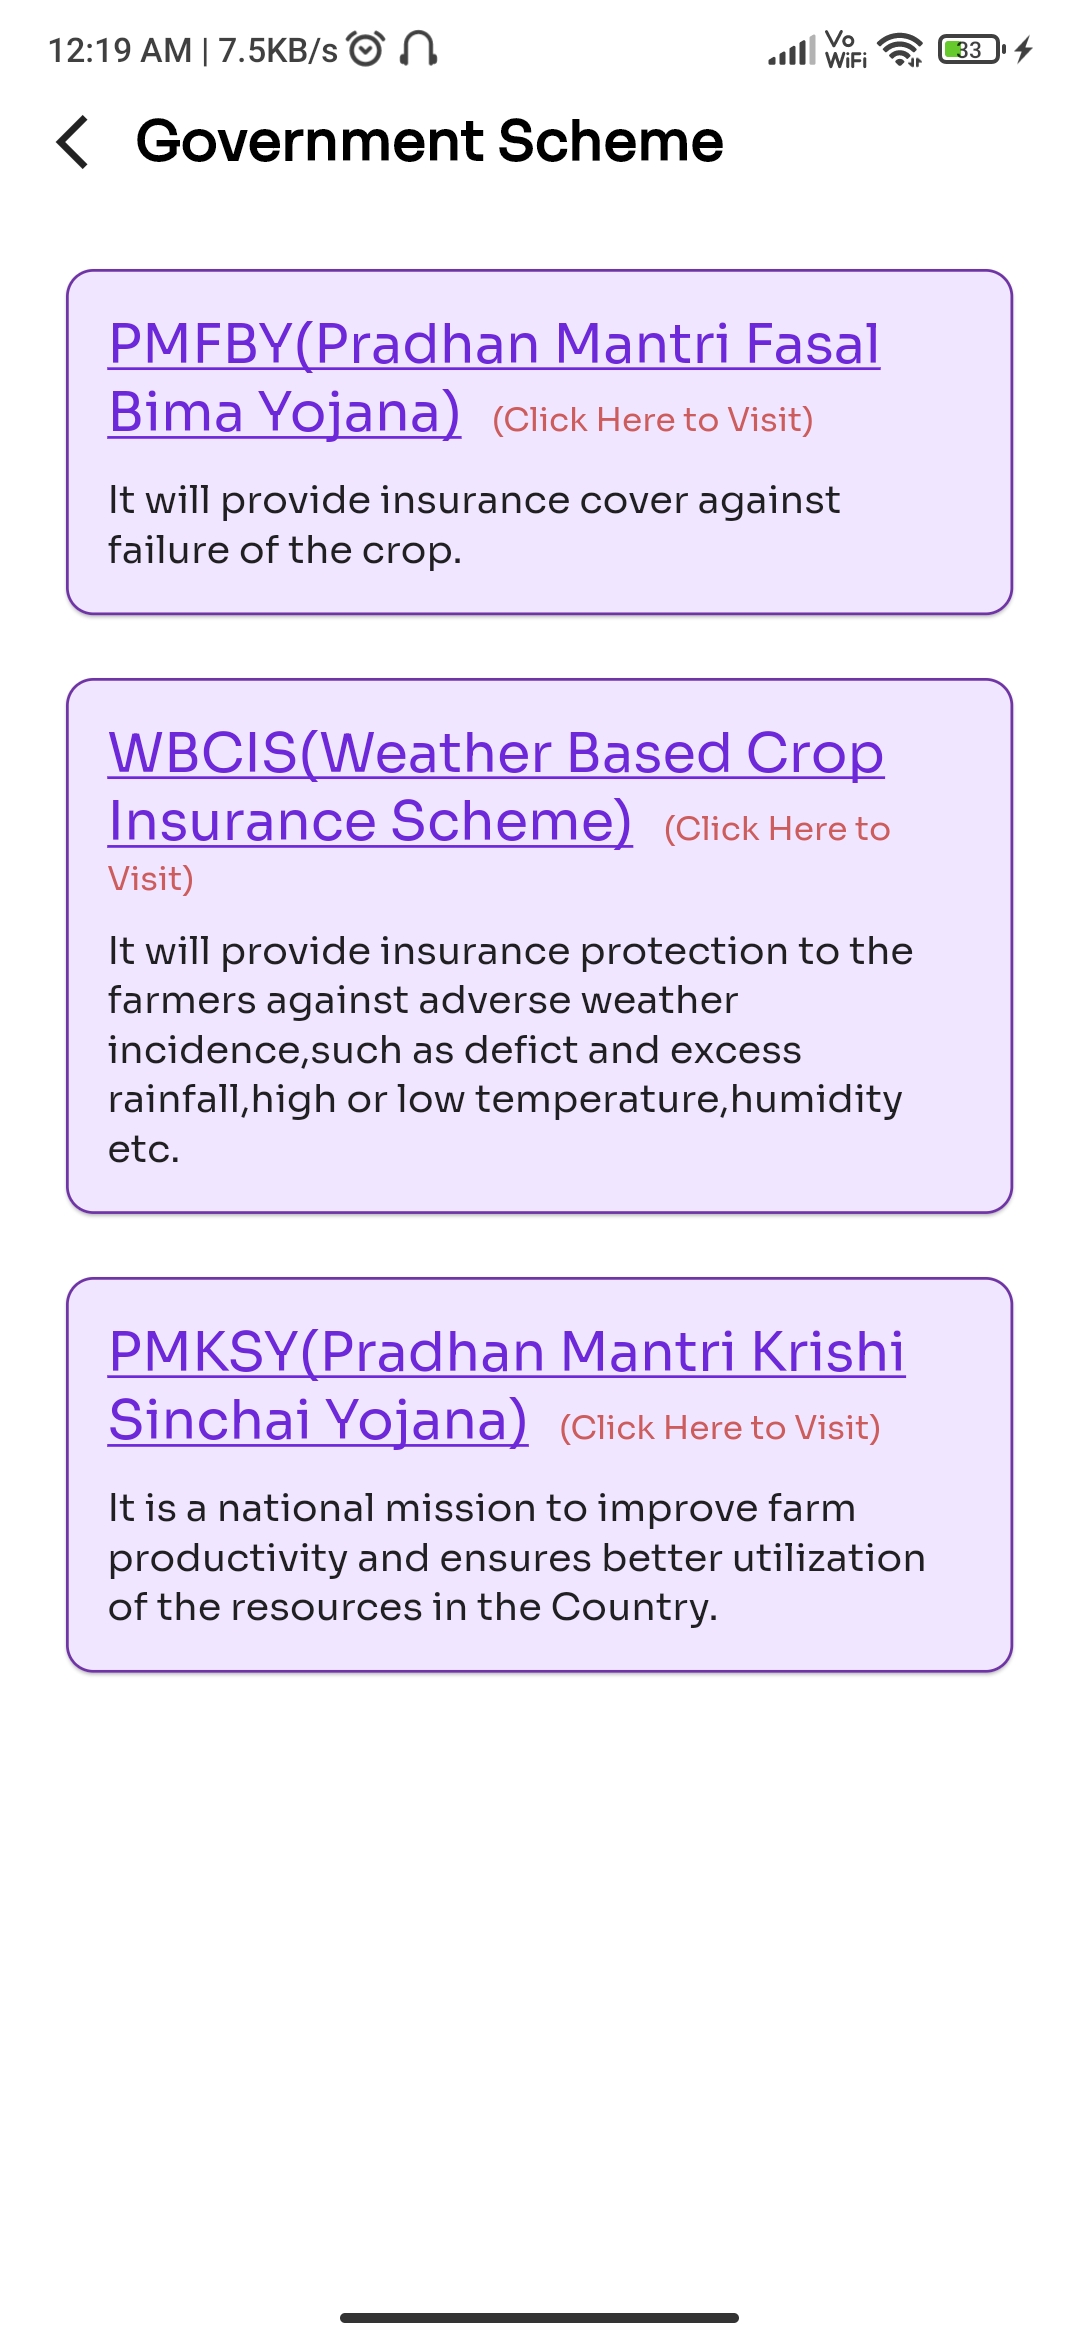 12:19 AM | 7.5KB/s Vo WiFi 33
Government Scheme
PMFBY(Pradhan Mantri Fasal
Bima Yojana) (Click Here to Visit)
It will provide insurance cover against
failure of the crop.
WBCIS(Weather Based Crop
Insurance Scheme) (Click Here to
Visit)
It will provide insurance protection to the
farmers against adverse weather
incidence,such as defict and excess
rainfall,high or low temperature,humidity
etc.
PMKSY(Pradhan Mantri Krishi
Sinchai Yojana) (Click Here to Visit)
It is a national mission to improve farm
productivity and ensures better utilization
of the resources in the Country.